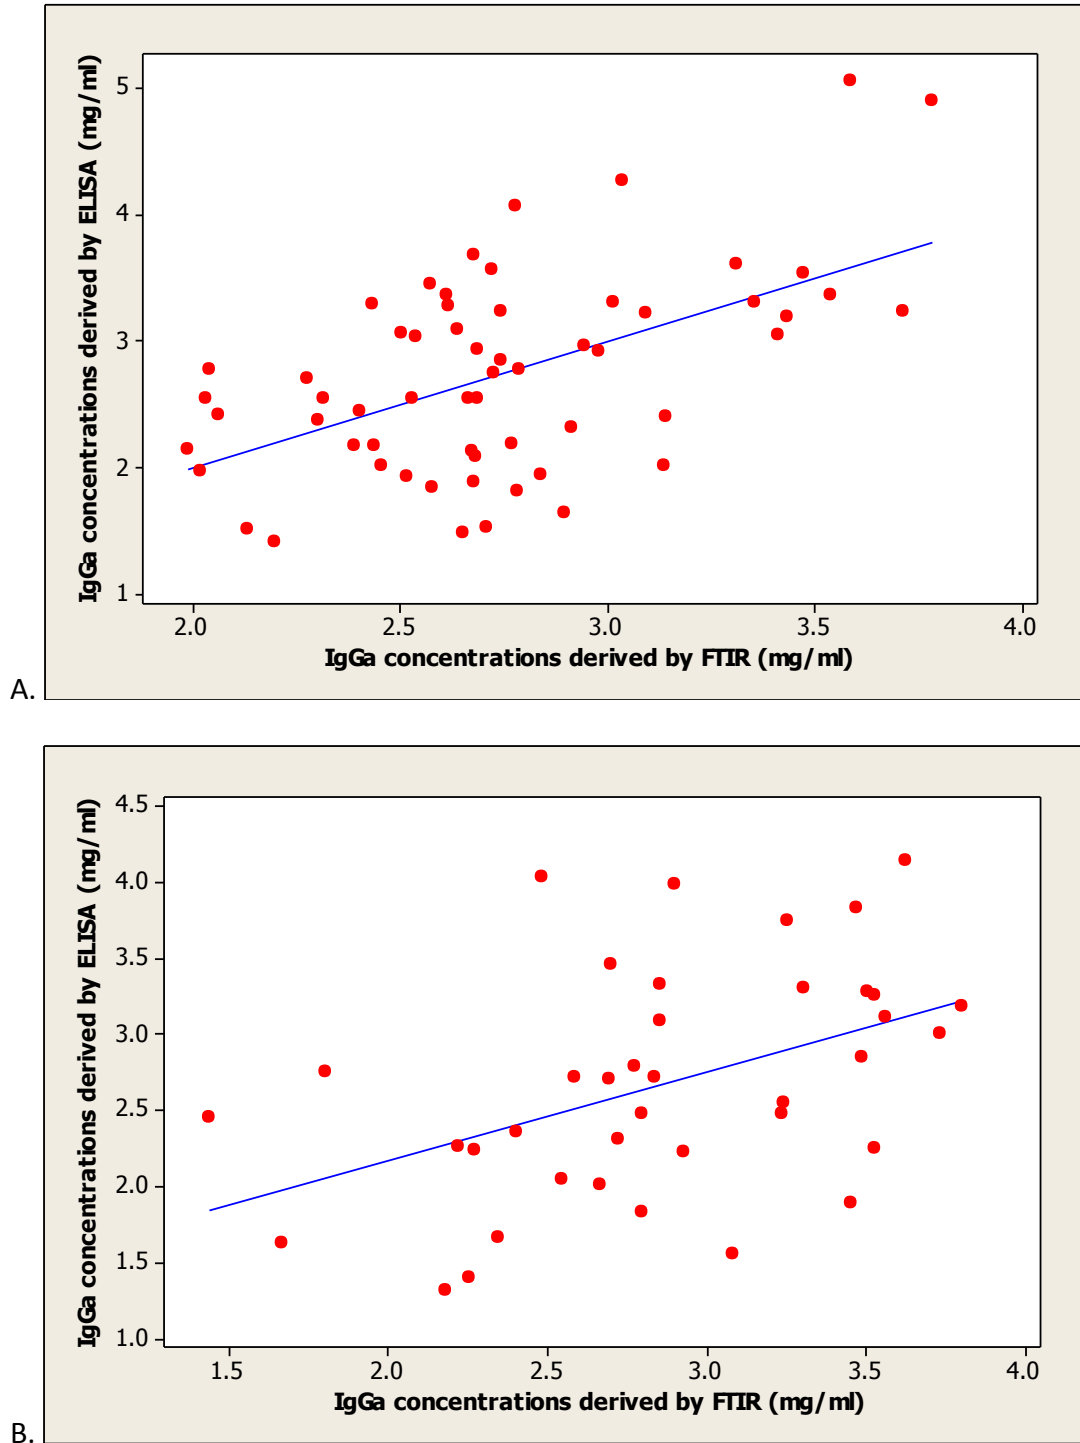 IgGa concentrations derived by ELISA (mg/ml)
5
4
3
2
1
2.0 2.5 3.0 3.5 4.0
IgGa concentrations derived by FTIR (mg/ml)
A.
IgGa concentrations derived by ELISA (mg/ml)
4.5
4.0
3.5
3.0
2.5
2.0
1.5
1.0
1.5 2.0 2.5 3.0 3.5 4.0
IgGa concentrations derived by FTIR (mg/ml)
B.